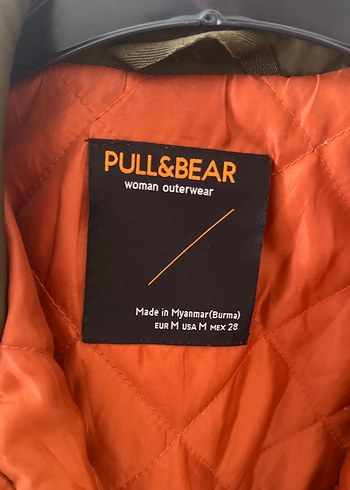 PULL&BEAR
woman outerwear
Made in Myanmar(Burma)
EUR M USA M MEX 28